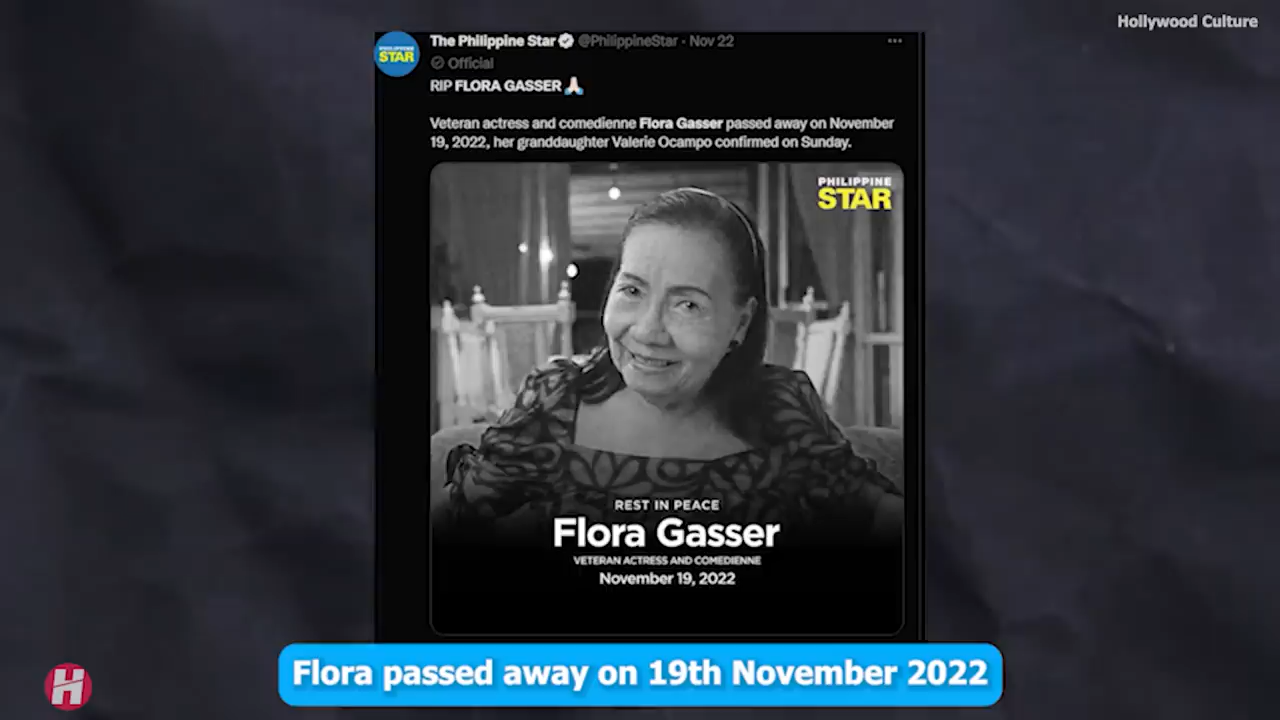 Hollywood Culture
PHILIPPINE
STAR
The Philippine Star @PhilippineStar · Nov 22
Official
RIP FLORA GASSER 🙏🏻
Veteran actress and comedienne Flora Gasser passed away on November
19, 2022, her granddaughter Valerie Ocampo confirmed on Sunday.
PHILIPPINE
STAR
REST IN PEACE
Flora Gasser
VETERAN ACTRESS AND COMEDIENNE
November 19, 2022
Flora passed away on 19th November 2022
H